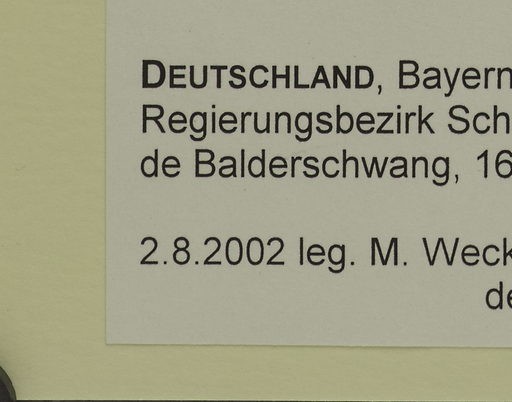 DEUTSCHLAND, Bayern
Regierungsbezirk Sch
de Balderschwang, 16
2.8.2002 leg. M. Weck
de